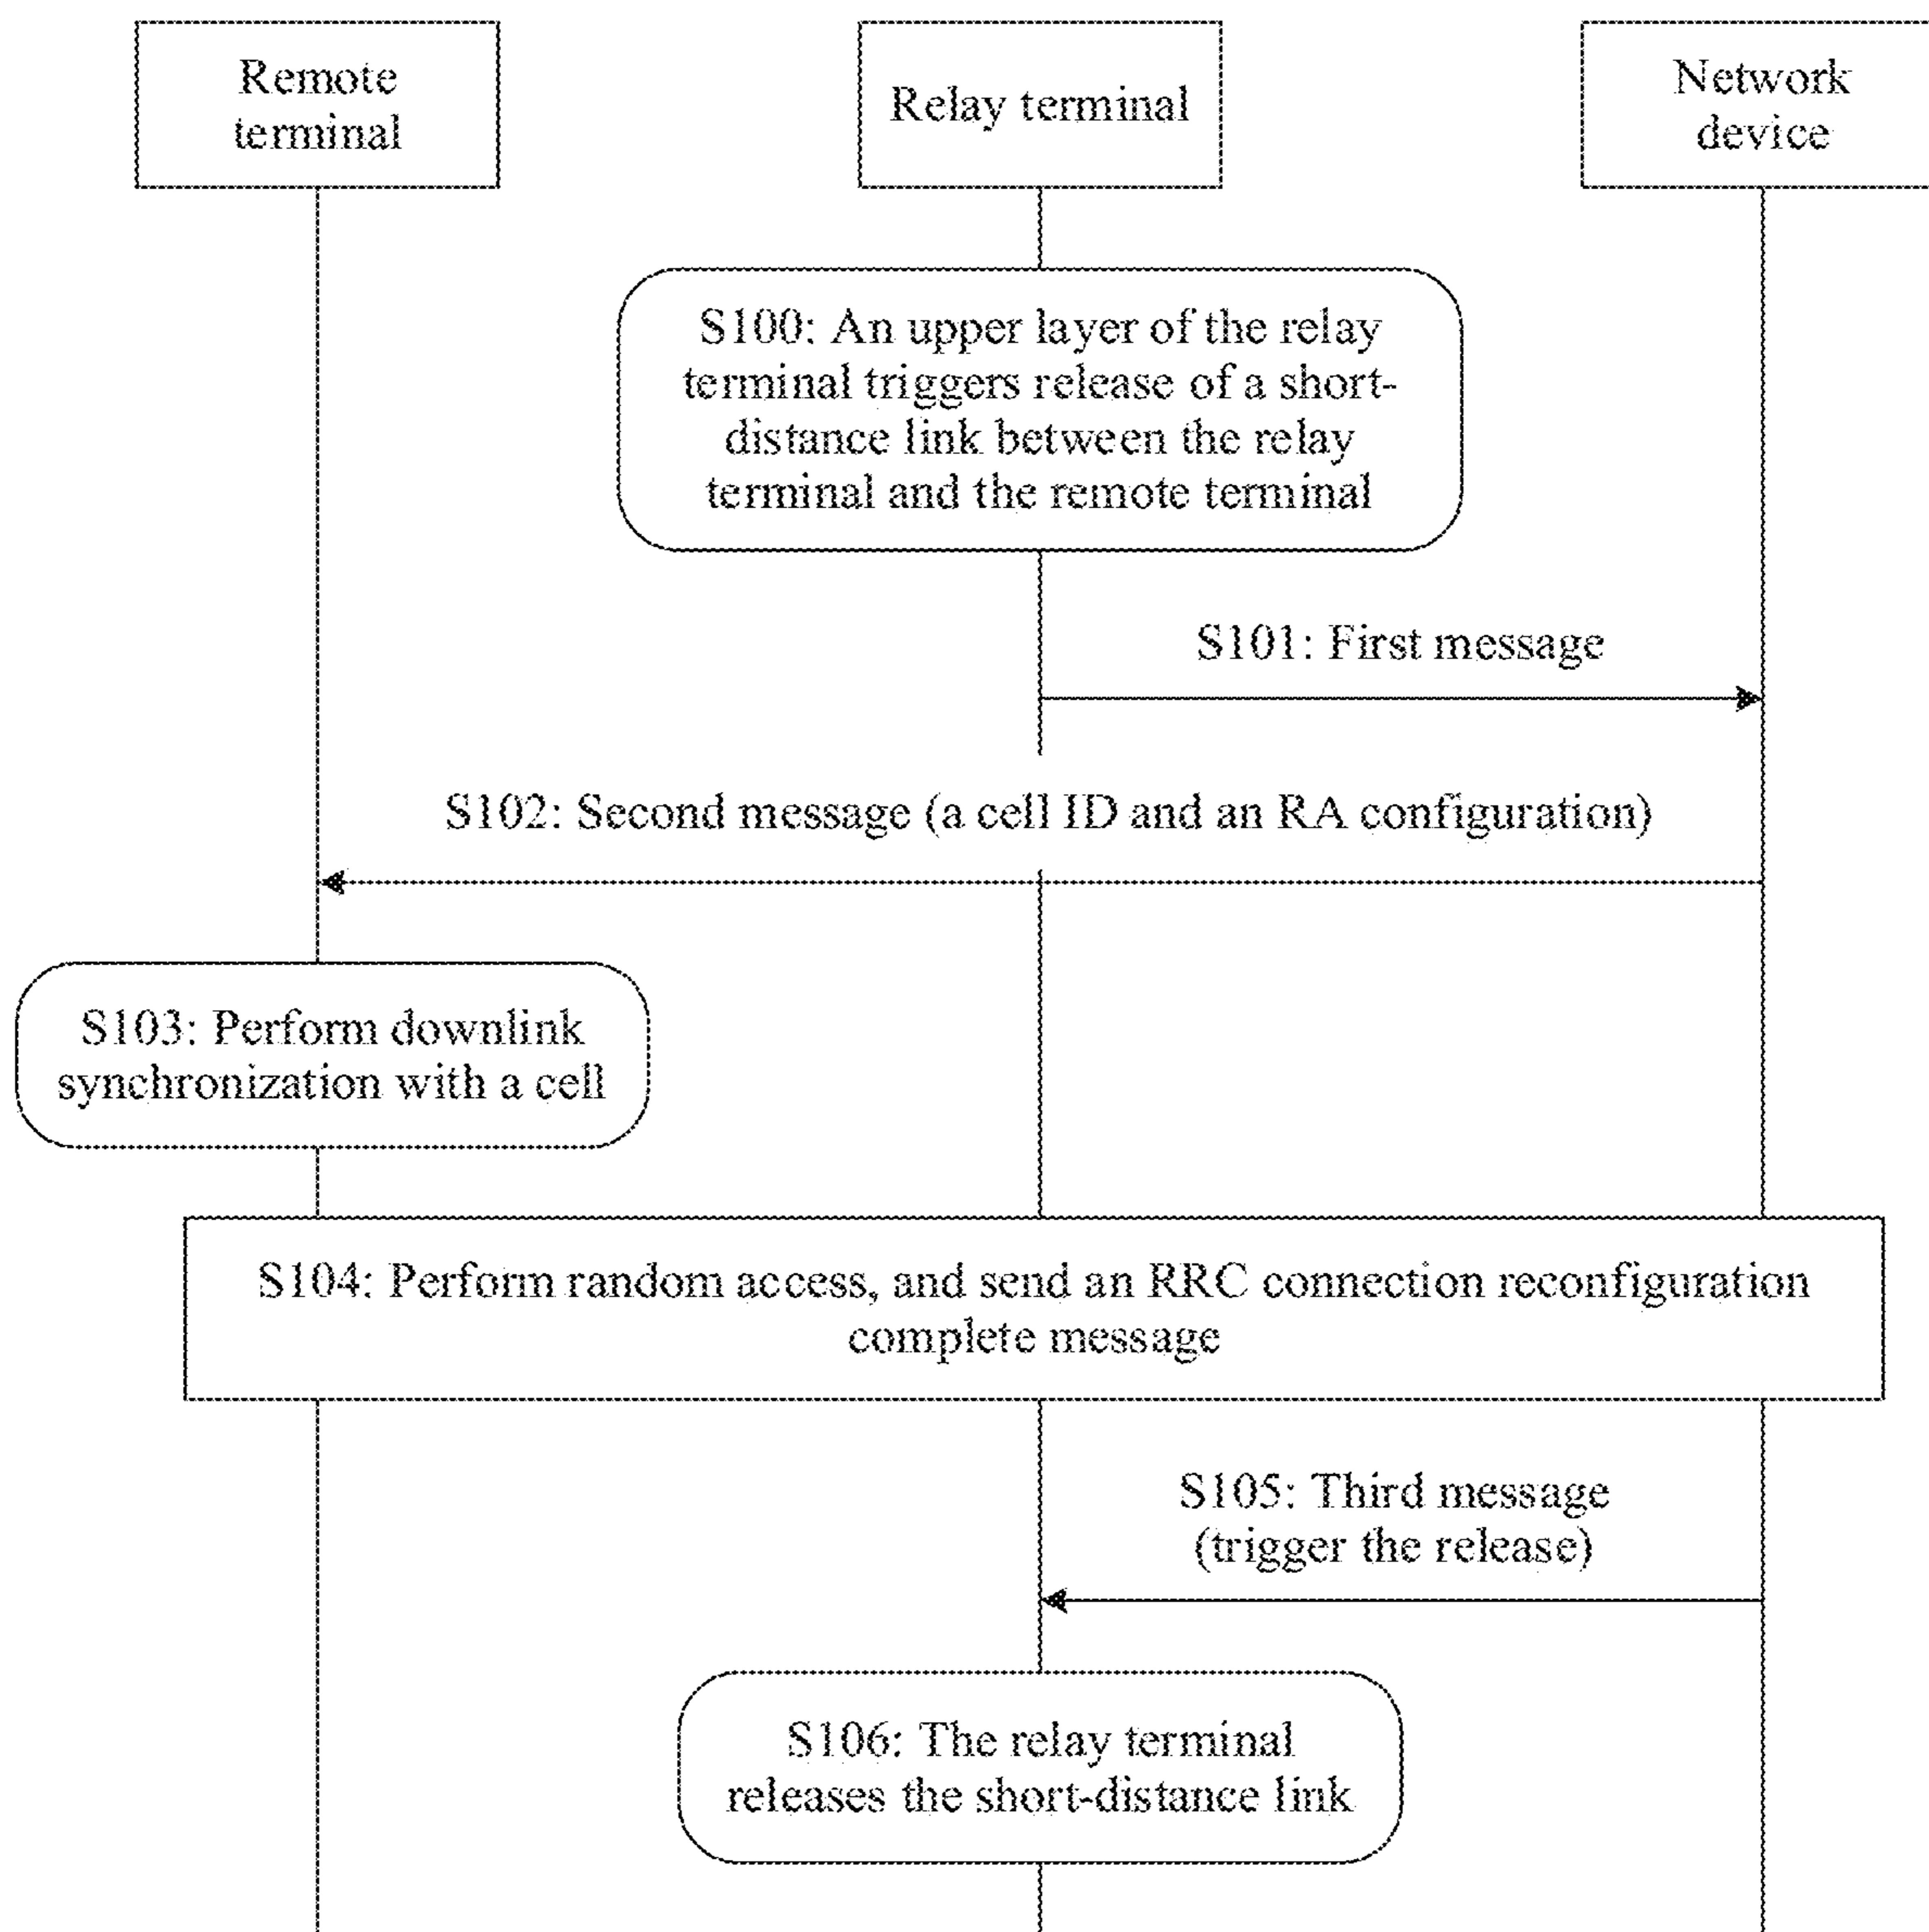 Remote
terminal
Relay terminal
Network
device
S100: An upper layer of the relay
terminal triggers release of a short-
distance link between the relay
terminal and the remote terminal
S101: First message
S102: Second message (a cell ID and an RA configuration)
S103: Perform downlink
synchronization with a cell
S104: Perform random access, and send an RRC connection reconfiguration
complete message
S105: Third message
(trigger the release)
S106: The relay terminal
releases the short-distance link